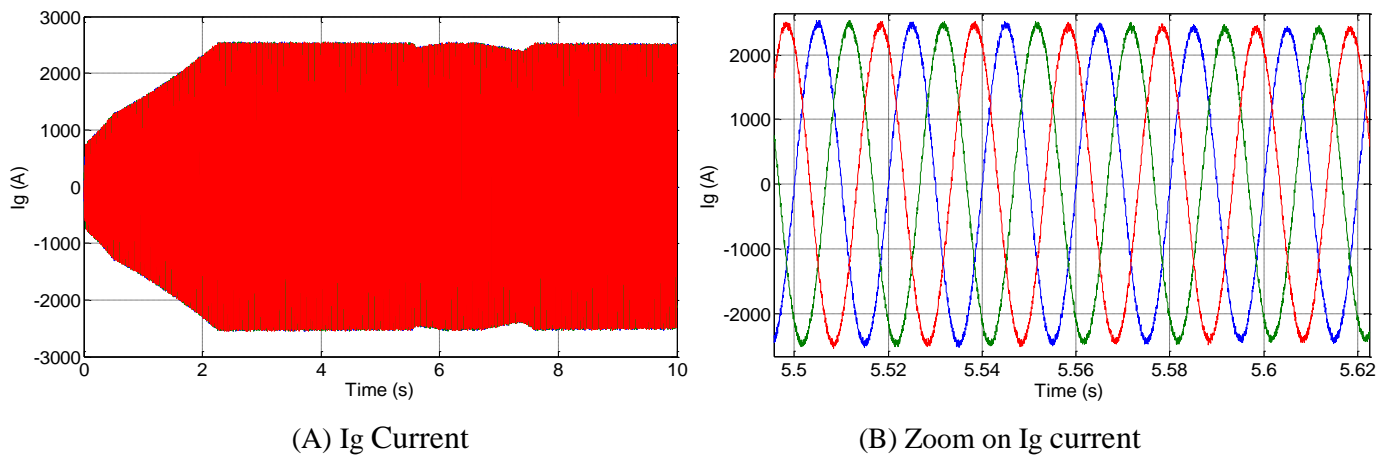 3000
2000
1000
0
-1000
-2000
-3000
Ig (A)
0 2 4 6 8 10
Time (s)
(A) Ig Current
2000
1000
0
-1000
-2000
Ig (A)
5.5 5.52 5.54 5.56 5.58 5.6 5.62
Time (s)
(B) Zoom on Ig current